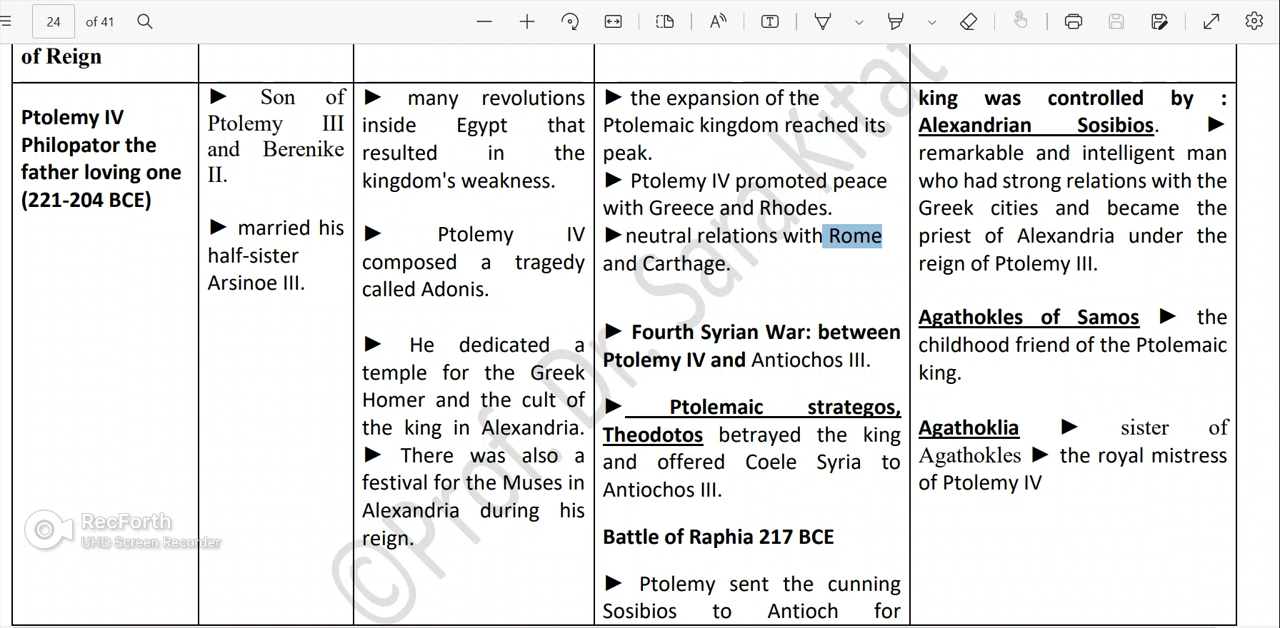 24 of 41
of Reign
Ptolemy IV
Philopator the
father loving one
(221-204 BCE)
► Son of
Ptolemy III
and Berenike
II.
► married his
half-sister
Arsinoe III.
► many revolutions
inside Egypt that
resulted in the
kingdom's weakness.
► Ptolemy IV
composed a tragedy
called Adonis.
► He dedicated a
temple for the Greek
Homer and the cult of
the king in Alexandria.
► There was also a
festival for the Muses in
Alexandria during his
reign.
► the expansion of the
Ptolemaic kingdom reached its
peak.
► Ptolemy IV promoted peace
with Greece and Rhodes.
►neutral relations with Rome
and Carthage.
► Fourth Syrian War: between
Ptolemy IV and Antiochos III.
► Ptolemaic strategos,
Theodotos betrayed the king
and offered Coele Syria to
Antiochos III.
Battle of Raphia 217 BCE
► Ptolemy sent the cunning
Sosibios to Antioch for
king was controlled by :
Alexandrian Sosibios. ►
remarkable and intelligent man
who had strong relations with the
Greek cities and became the
priest of Alexandria under the
reign of Ptolemy III.
Agathokles of Samos ► the
childhood friend of the Ptolemaic
king.
Agathoklia ► sister of
Agathokles ► the royal mistress
of Ptolemy IV
©Prof. Dr. Sara Kitat
RecForth
UHD Screen Recorder